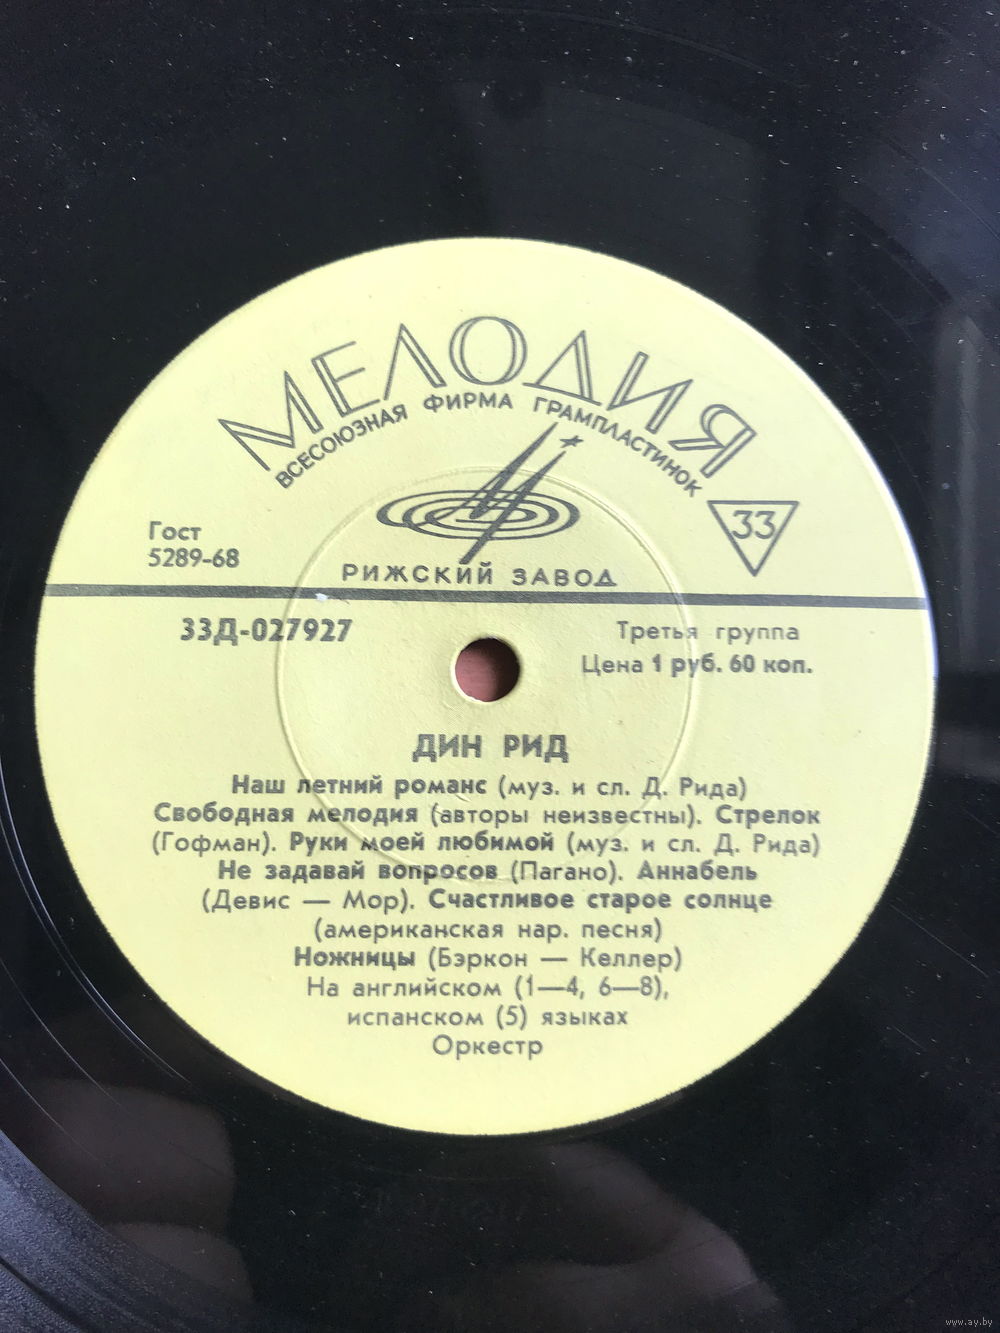 МЕЛОДИЯ
ВСЕСОЮЗНАЯ ФИРМА ГРАМПЛАСТИНОК
33
Гост
5289-68
РИЖСКИЙ ЗАВОД
33Д-027927
Третья группа
Цена 1 руб. 60 коп.
ДИН РИД
Наш летний романс (муз. и сл. Д. Рида)
Свободная мелодия (авторы неизвестны). Стрелок
(Гофман). Руки моей любимой (муз. и сл. Д. Рида)
Не задавай вопросов (Пагано). Аннабель
(Девис — Мор). Счастливое старое солнце
(американская нар. песня)
Ножницы (Бэркон — Келлер)
На английском (1—4, 6—8),
испанском (5) языках
Оркестр
www.ay.by